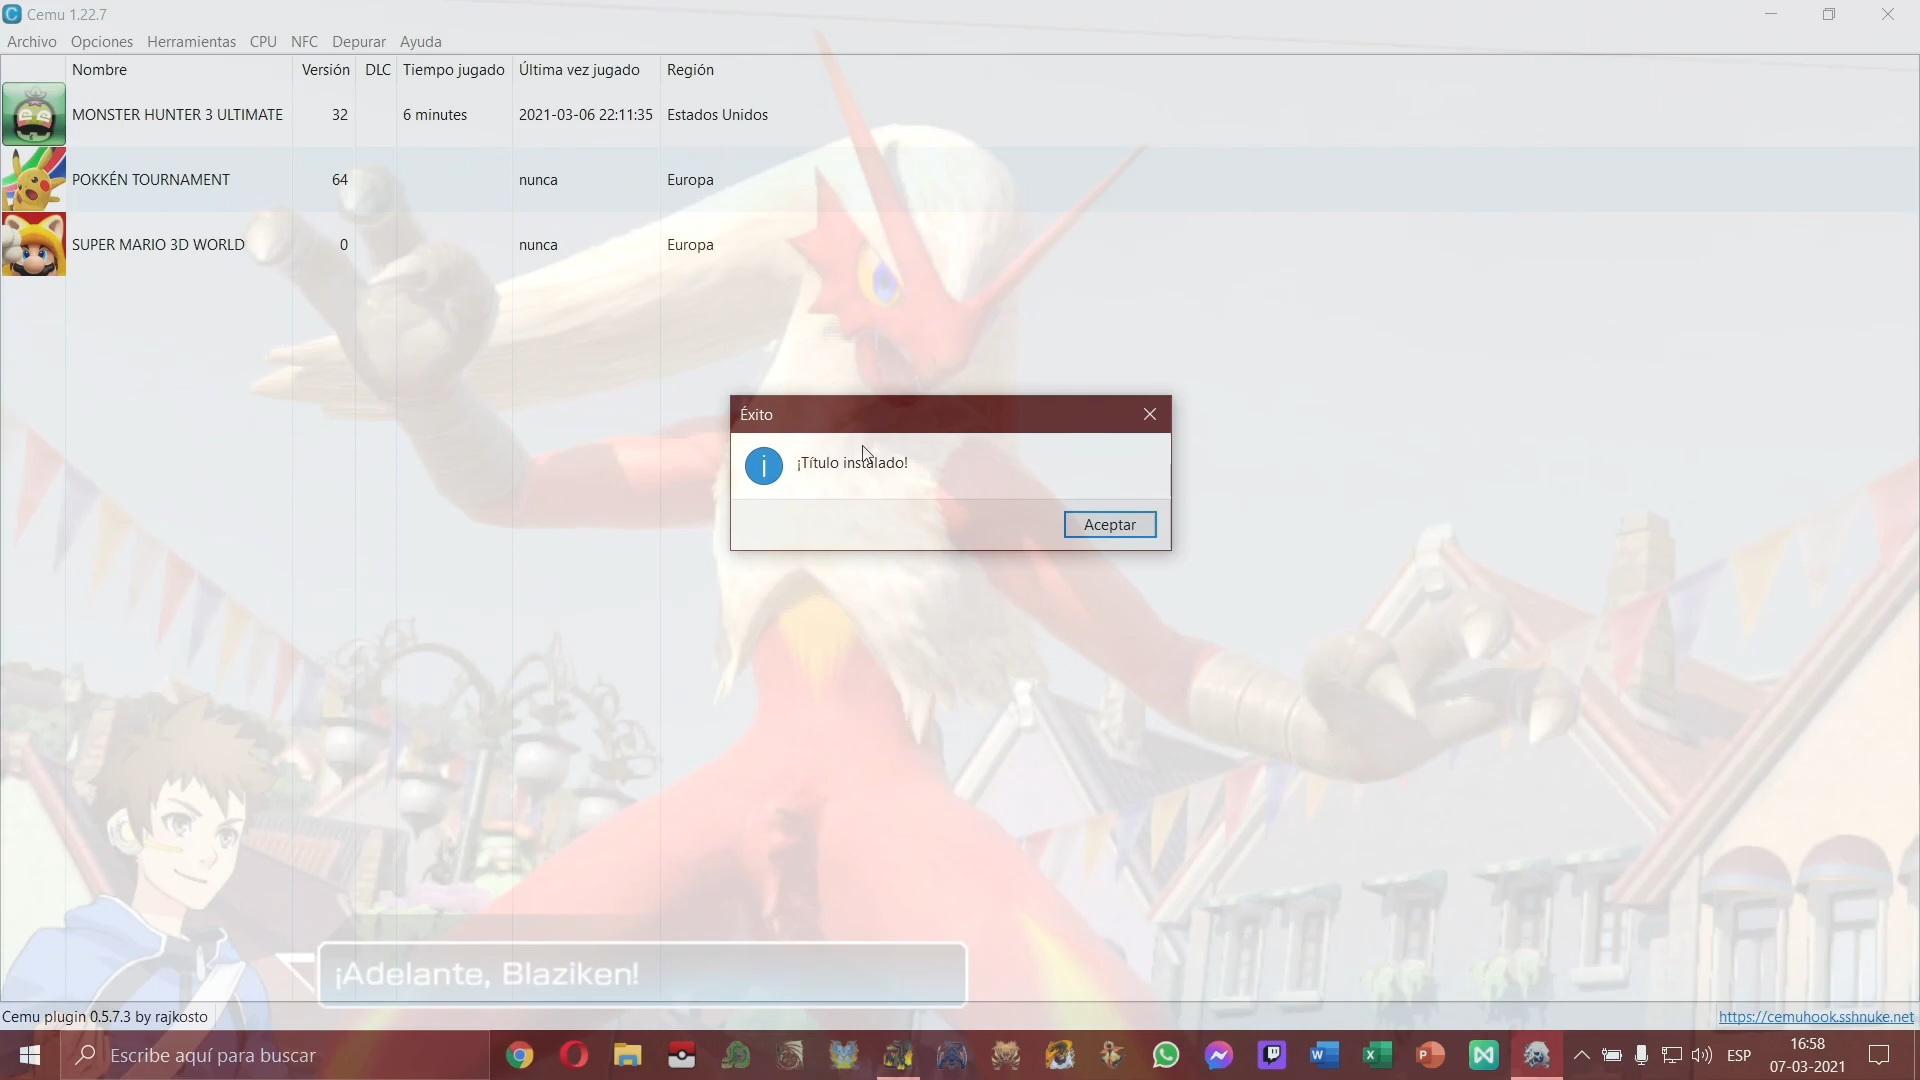 Cemu 1.22.7
Archivo Opciones Herramientas CPU NFC Depurar Ayuda
Nombre Versión DLC Tiempo jugado Última vez jugado Región
MONSTER HUNTER 3 ULTIMATE 32 6 minutes 2021-03-06 22:11:35 Estados Unidos
POKKÉN TOURNAMENT 64 nunca Europa
SUPER MARIO 3D WORLD 0 nunca Europa
Éxito
¡Título instalado!
Aceptar
¡Adelante, Blaziken!
Cemu plugin 0.5.7.3 by rajkosto https://cemuhook.sshnuke.net
Escribe aquí para buscar
ESP
16:58
07-03-2021